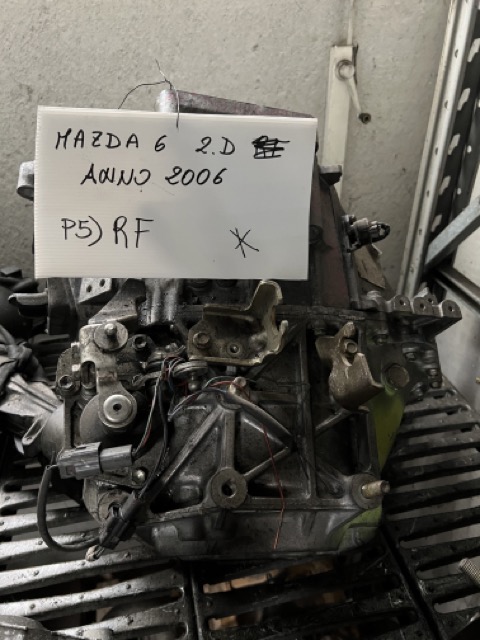 MAZDA 6 2.D
ANNO 2006
P5) RF